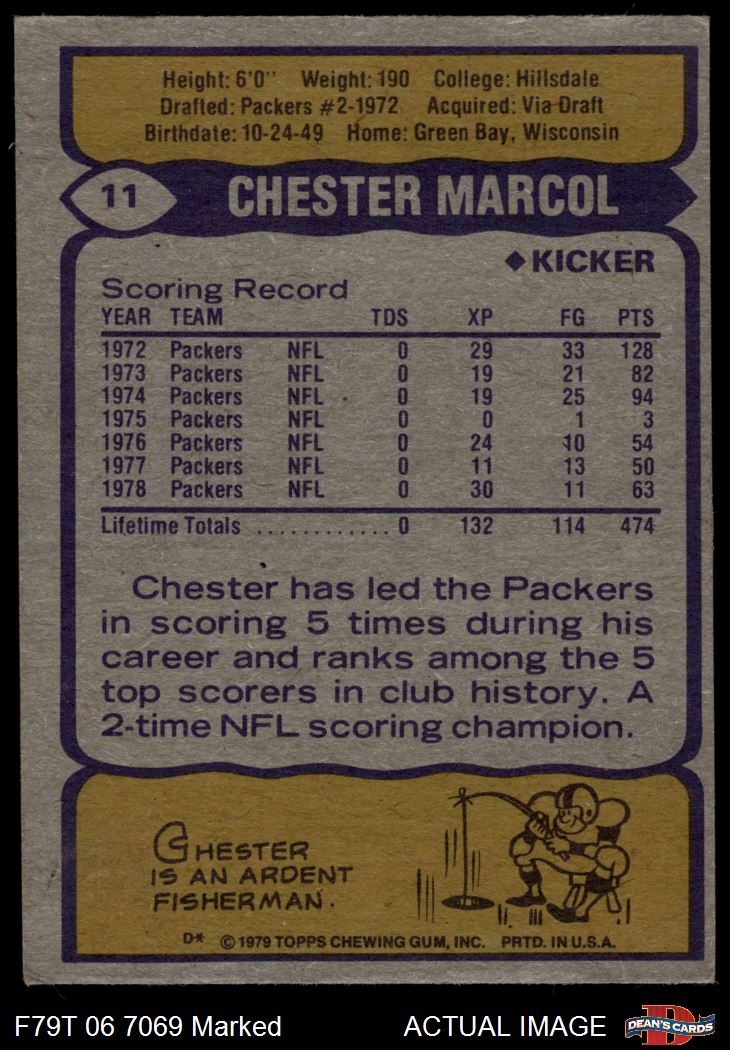 Height: 6'0" Weight: 190 College: Hillsdale
Drafted: Packers #2-1972 Acquired: Via Draft
Birthdate: 10-24-49 Home: Green Bay, Wisconsin
11 CHESTER MARCOL
◆KICKER
Scoring Record
YEAR TEAM TDS XP FG PTS
1972 Packers NFL 0 29 33 128
1973 Packers NFL 0 19 21 82
1974 Packers NFL 0 19 25 94
1975 Packers NFL 0 0 1 3
1976 Packers NFL 0 24 10 54
1977 Packers NFL 0 11 13 50
1978 Packers NFL 0 30 11 63
Lifetime Totals ............ 0 132 114 474
Chester has led the Packers
in scoring 5 times during his
career and ranks among the 5
top scorers in club history. A
2-time NFL scoring champion.
CHESTER
IS AN ARDENT
FISHERMAN.
D* © 1979 TOPPS CHEWING GUM, INC. PRTD. IN U.S.A.
F79T 06 7069 Marked ACTUAL IMAGE
D
DEAN'S CARDS